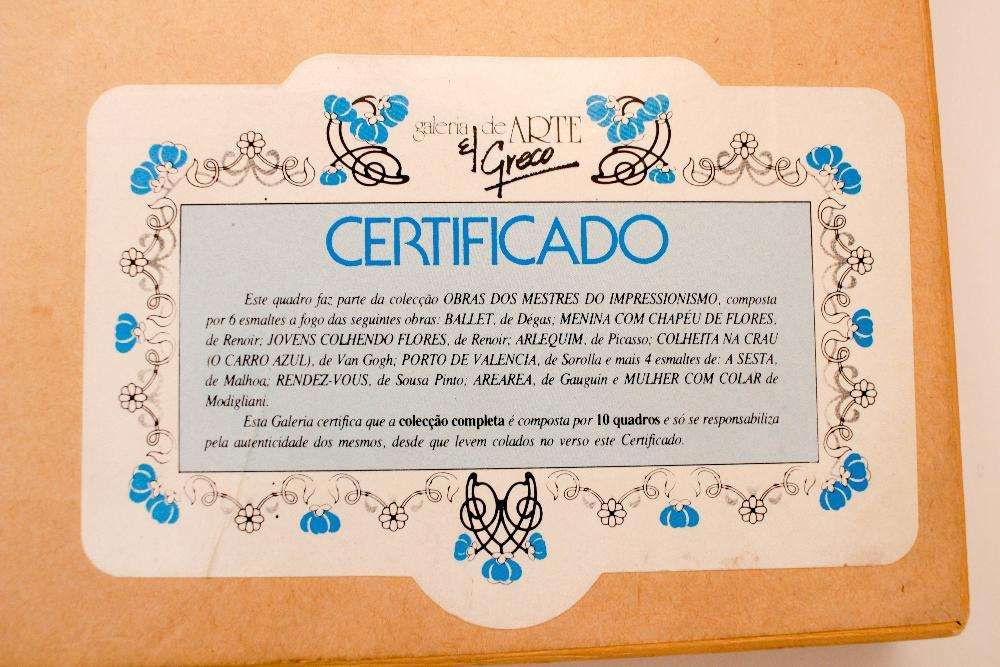 galeria de ARTE
El Greco
CERTIFICADO
Este quadro faz parte da colecção OBRAS DOS MESTRES DO IMPRESSIONISMO, composta
por 6 esmaltes a fogo das seguintes obras: BALLET, de Dégas; MENINA COM CHAPÉU DE FLORES,
de Renoir; JOVENS COLHENDO FLORES, de Renoir; ARLEQUIM, de Picasso; COLHEITA NA CRAU
(O CARRO AZUL), de Van Gogh; PORTO DE VALENCIA, de Sorolla e mais 4 esmaltes de: A SESTA,
de Malhoa; RENDEZ-VOUS, de Sousa Pinto; AREAREA, de Gauguin e MULHER COM COLAR de
Modigliani.
Esta Galeria certifica que a colecção completa é composta por 10 quadros e só se responsabiliza
pela autenticidade dos mesmos, desde que levem colados no verso este Certificado.